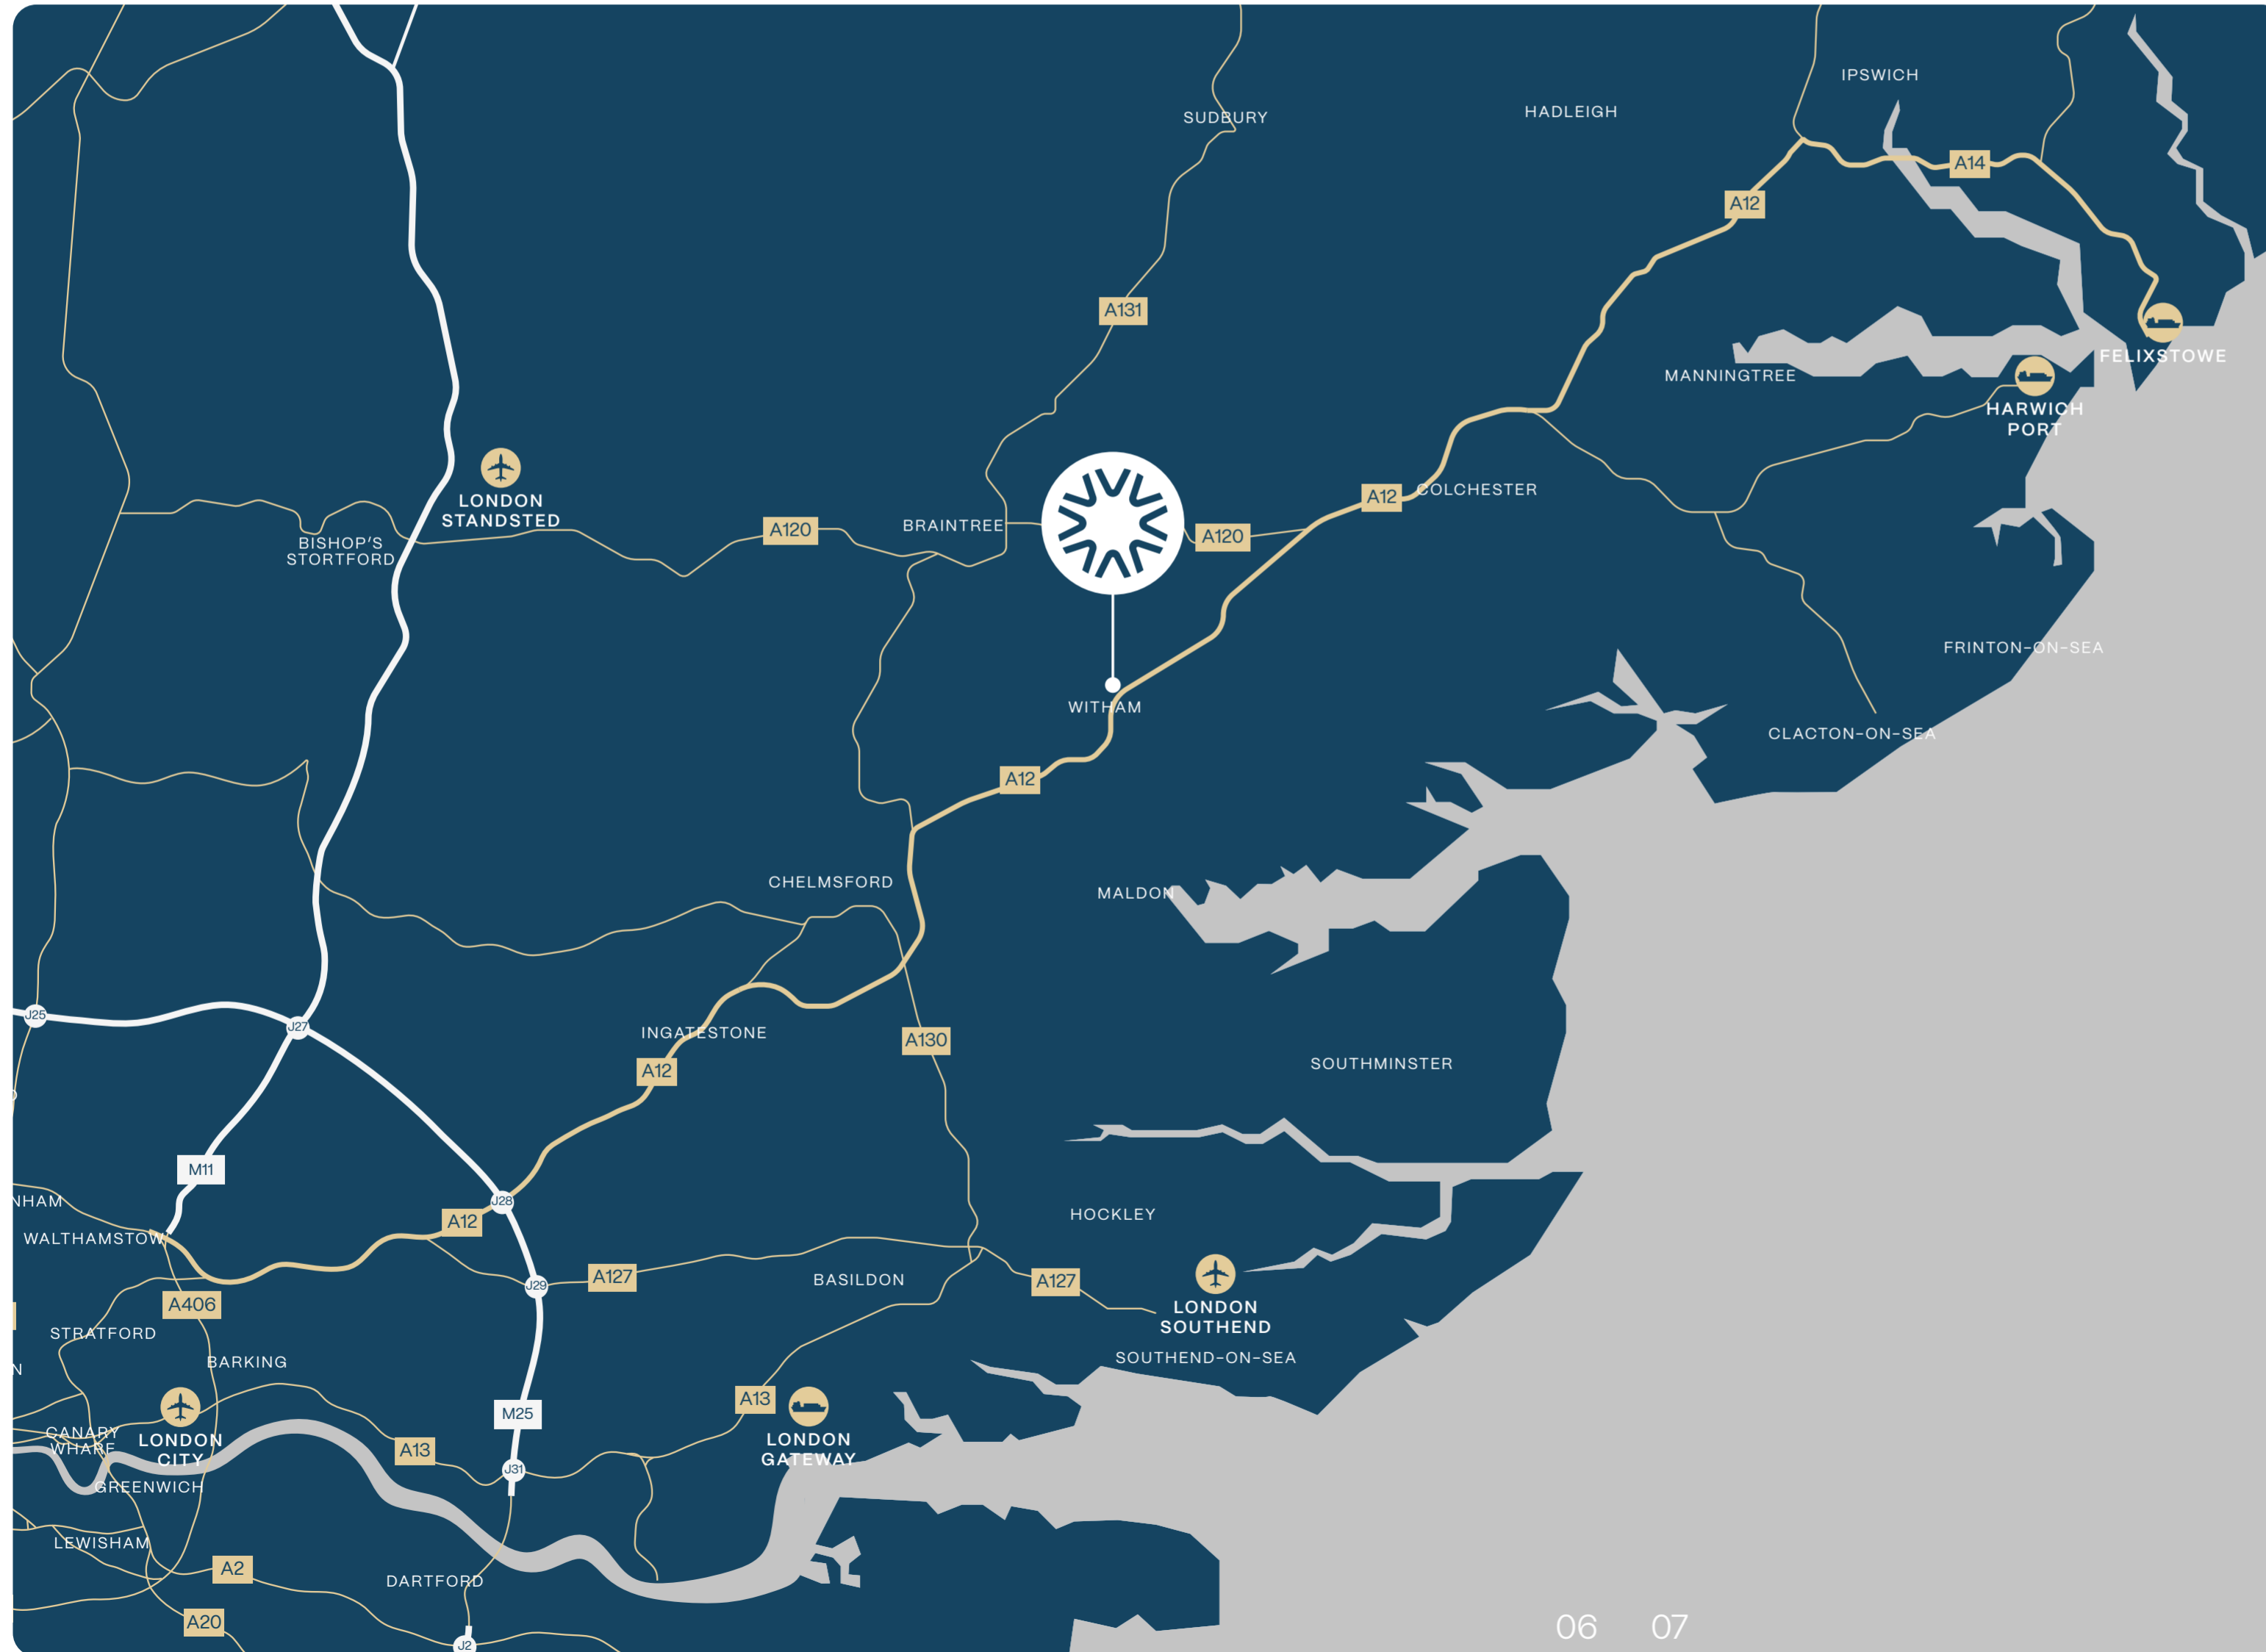 IPSWICH
HADLEIGH
SUDBURY
A14
A12
A131
FELIXSTOWE
MANNINGTREE
HARWICH
PORT
LONDON
STANDSTED
COLCHESTER
A12
BRAINTREE
A120
A120
BISHOP'S
STORTFORD
FRINTON-ON-SEA
WITHAM
CLACTON-ON-SEA
A12
CHELMSFORD
MALDON
J25
J27
INGATESTONE
A130
SOUTHMINSTER
A12
M11
NHAM
J28
HOCKLEY
A12
WALTHAMSTOW
J29
A127
BASILDON
A127
A406
LONDON
SOUTHEND
STRATFORD
BARKING
SOUTHEND-ON-SEA
N
A13
M25
CANARY
WHARF
LONDON
CITY
A13
LONDON
GATEWAY
J31
GREENWICH
LEWISHAM
A2
DARTFORD
A20
J2
06 07